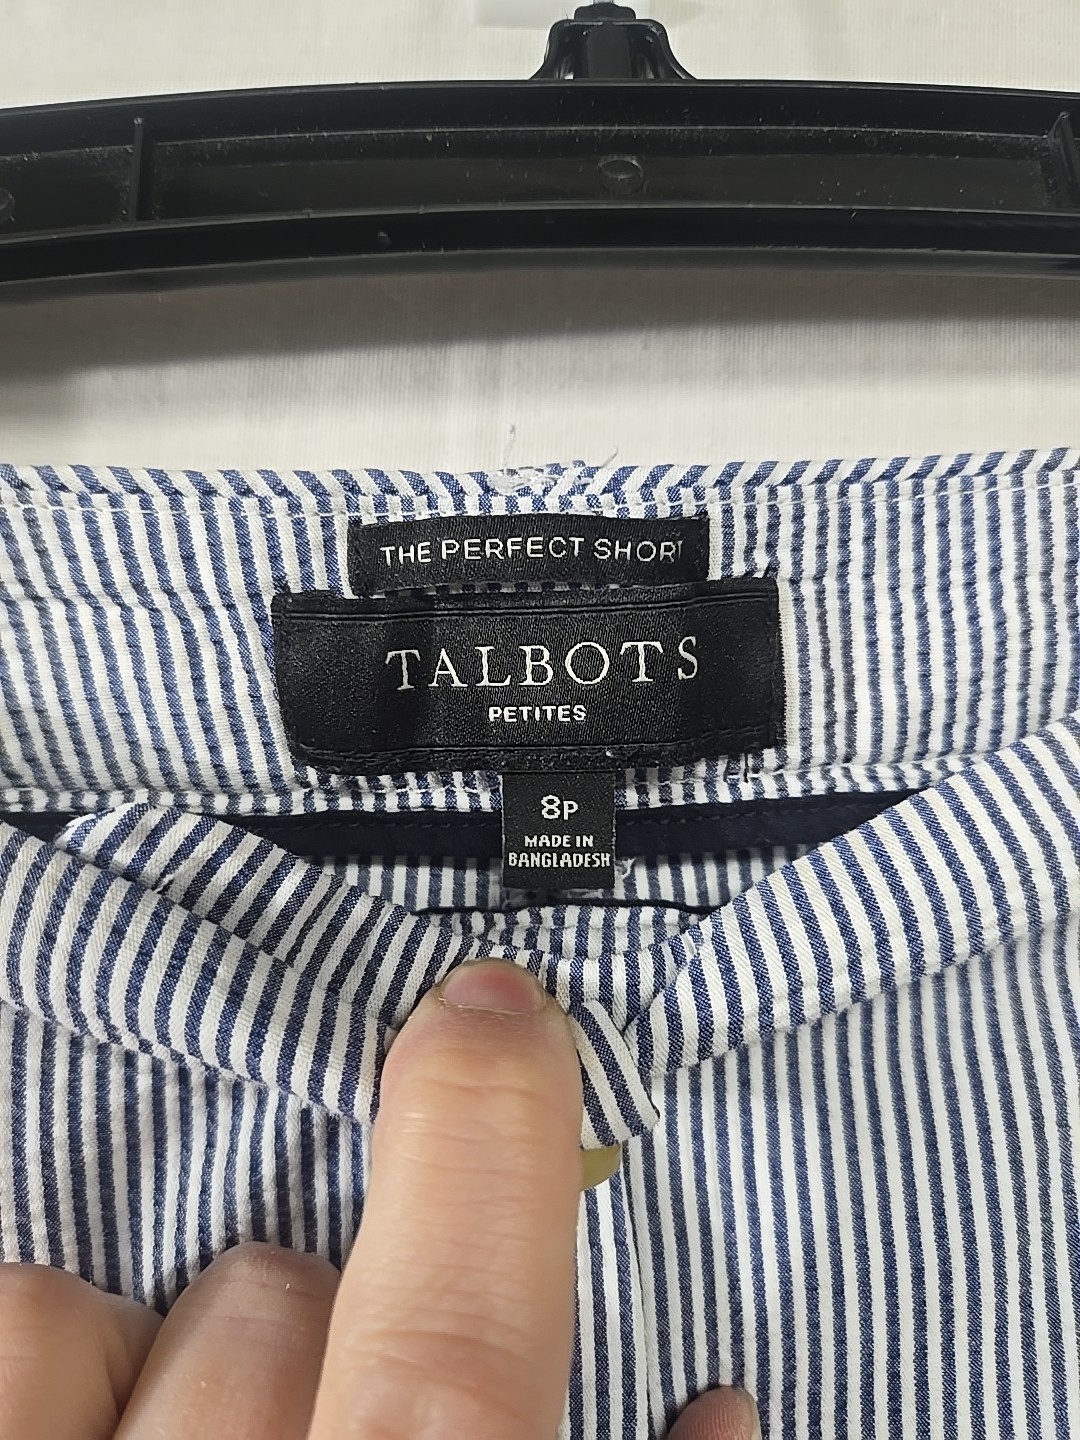 THE PERFECT SHORT
TALBOTS
PETITES
8P
MADE IN
BANGLADESH